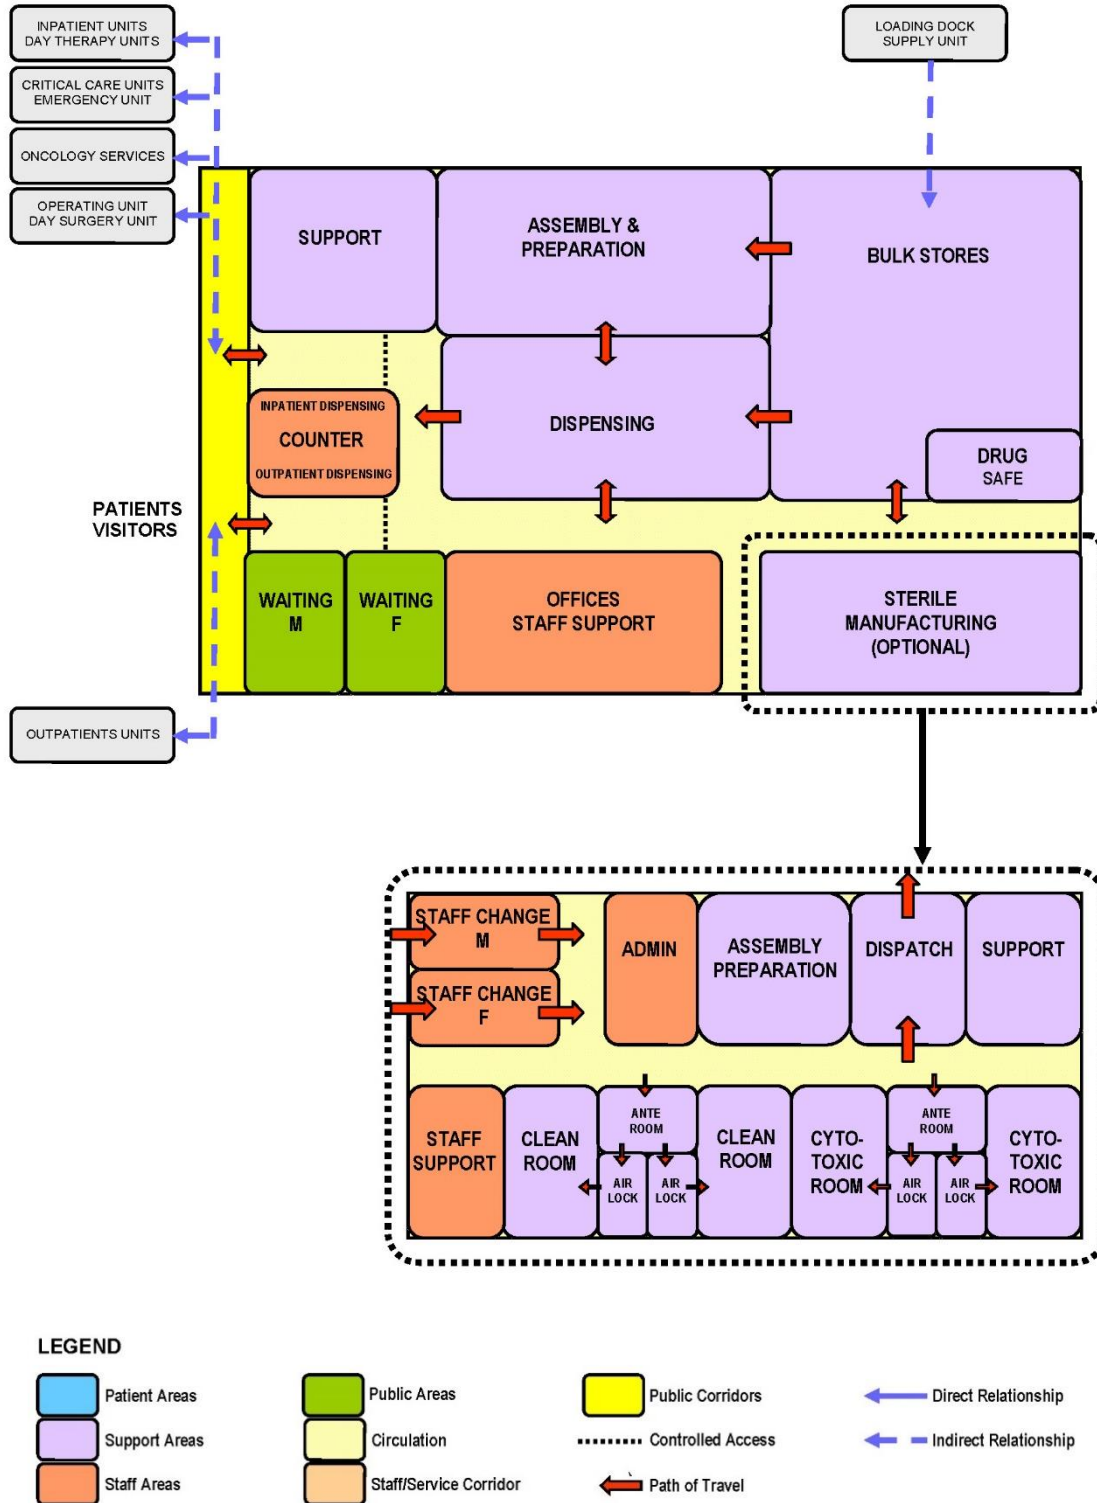 INPATIENT UNITS
DAY THERAPY UNITS
LOADING DOCK
SUPPLY UNIT
CRITICAL CARE UNITS
EMERGENCY UNIT
ONCOLOGY SERVICES
OPERATING UNIT
DAY SURGERY UNIT
SUPPORT
ASSEMBLY &
PREPARATION
BULK STORES
INPATIENT DISPENSING
COUNTER
OUTPATIENT DISPENSING
DISPENSING
DRUG
SAFE
PATIENTS
VISITORS
WAITING
M
WAITING
F
OFFICES
STAFF SUPPORT
STERILE
MANUFACTURING
(OPTIONAL)
OUTPATIENTS UNITS
STAFF CHANGE
M
STAFF CHANGE
F
ADMIN
ASSEMBLY
PREPARATION
DISPATCH
SUPPORT
STAFF
SUPPORT
CLEAN
ROOM
ANTE
ROOM
AIR
LOCK
AIR
LOCK
CLEAN
ROOM
CYTO-
TOXIC
ROOM
ANTE
ROOM
AIR
LOCK
AIR
LOCK
CYTO-
TOXIC
ROOM
LEGEND
Patient Areas
Public Areas
Public Corridors
Direct Relationship
Support Areas
Circulation
Controlled Access
Indirect Relationship
Staff Areas
Staff/Service Corridor
Path of Travel